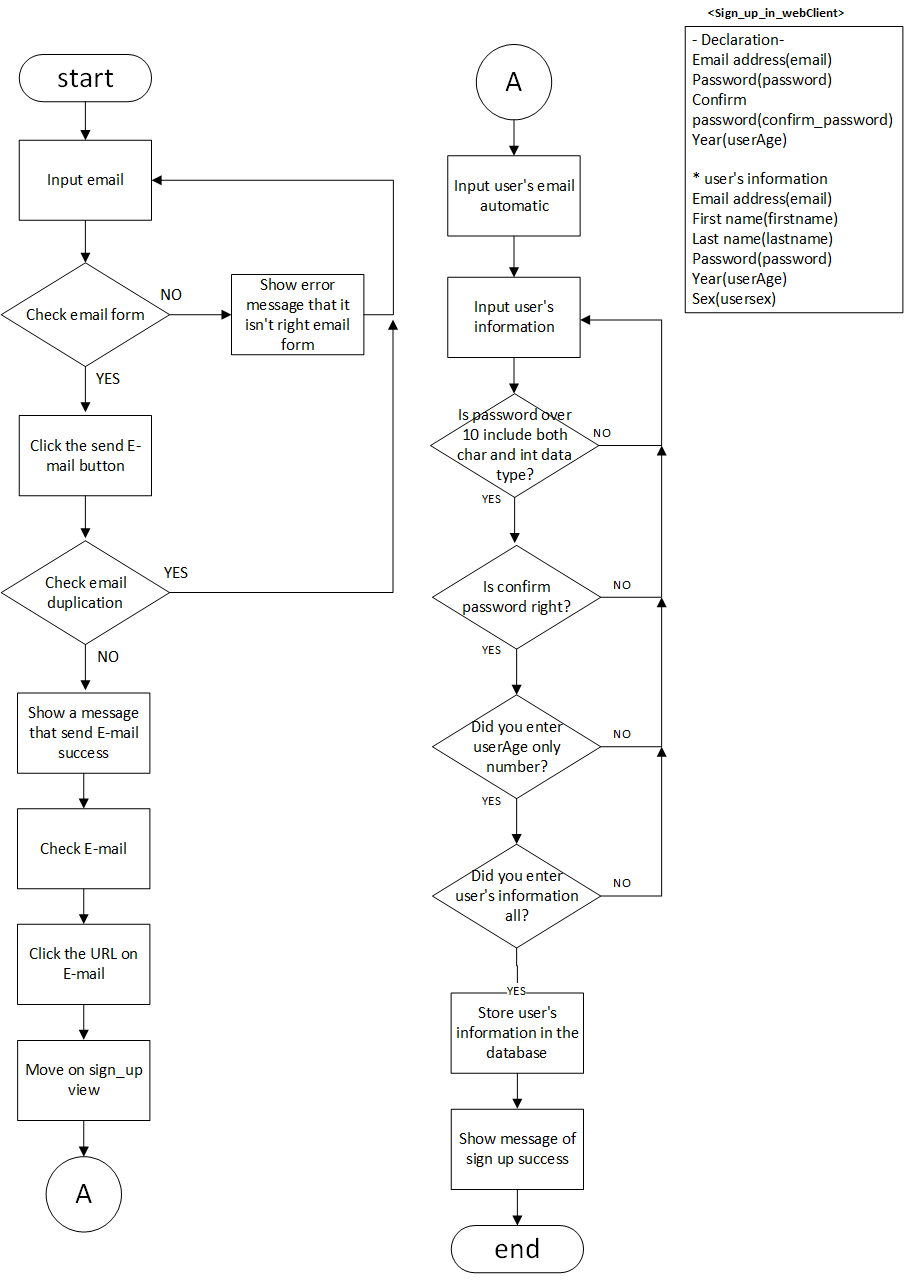 start
Input email
Check email form
NO
Show error
message that it
isn't right email
form
YES
Click the send E-
mail button
Check email
duplication
YES
NO
Show a message
that send E-mail
success
Check E-mail
Click the URL on
E-mail
Move on sign_up
view
A
A
Input user's email
automatic
Input user's
information
Is password over
10 include both
char and int data
type?
NO
YES
Is confirm
password right?
NO
YES
Did you enter
userAge only
number?
NO
YES
Did you enter
user's information
all?
NO
YES
Store user's
information in the
database
Show message of
sign up success
end
<Sign_up_in_webClient>
- Declaration-
Email address(email)
Password(password)
Confirm
password(confirm_password)
Year(userAge)
* user's information
Email address(email)
First name(firstname)
Last name(lastname)
Password(password)
Year(userAge)
Sex(usersex)